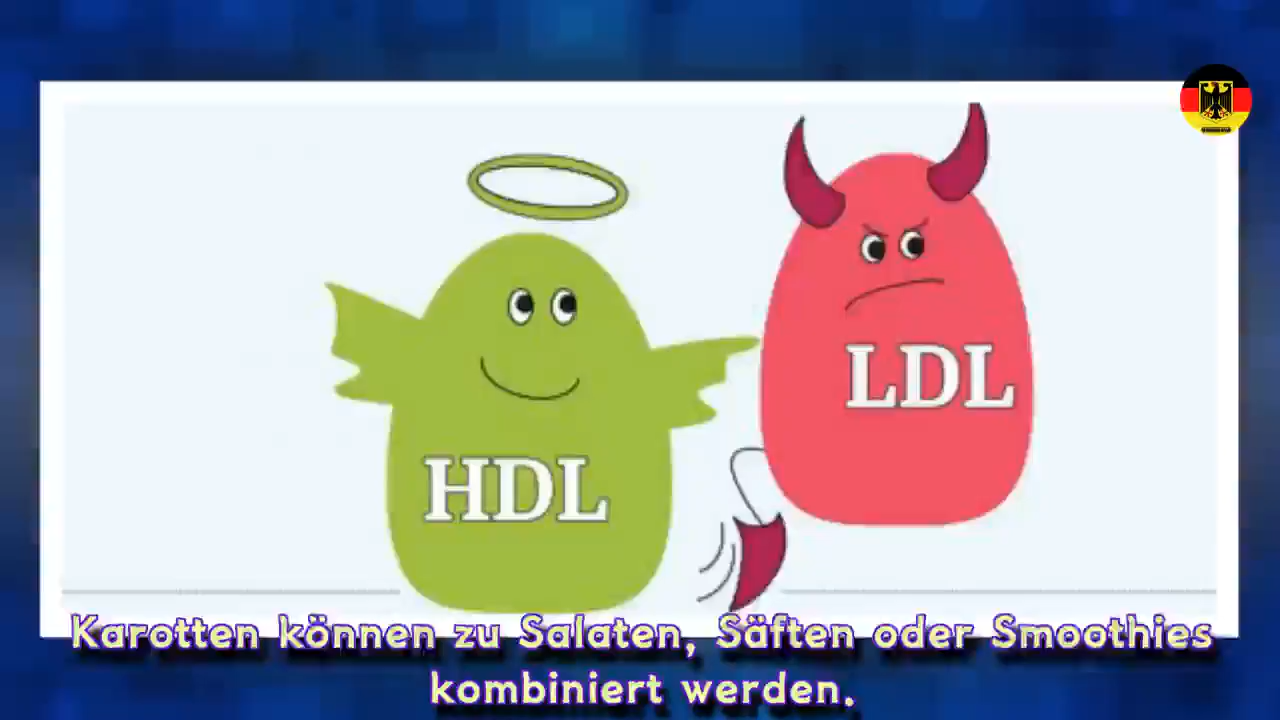 LDL
HDL
Karotten können zu Salaten, Säften oder Smoothies
kombiniert werden.